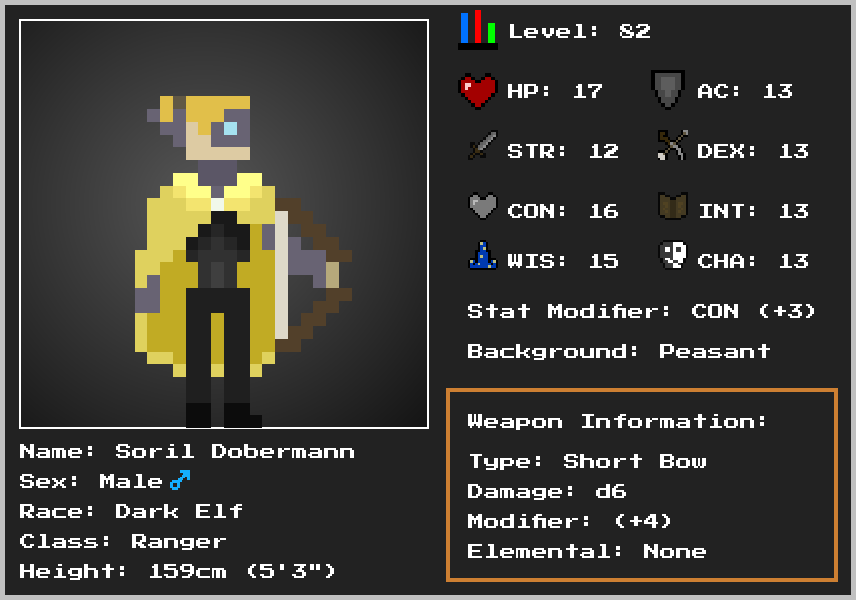 Level: 82
HP: 17
AC: 13
STR: 12
DEX: 13
CON: 16
INT: 13
WIS: 15
CHA: 13
Stat Modifier: CON (+3)
Background: Peasant
Weapon Information:
Type: Short Bow
Damage: d6
Modifier: (+4)
Elemental: None
Name: Soril Dobermann
Sex: Male♂
Race: Dark Elf
Class: Ranger
Height: 159cm (5'3")